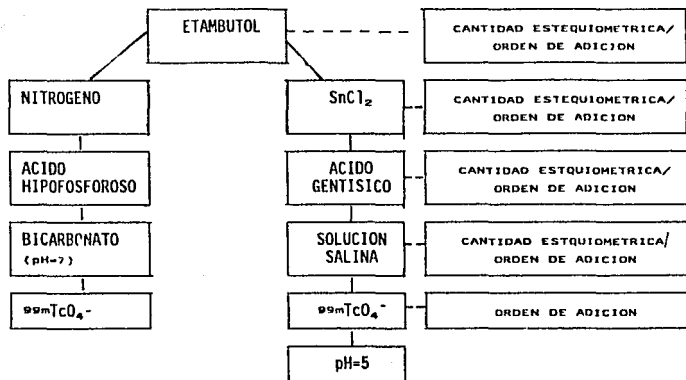 ETAMBUTOL
CANTIDAD ESTEQUIOMETRICA/
ORDEN DE ADICION
NITROGENO
SnCl₂
CANTIDAD ESTEQUIOMETRICA/
ORDEN DE ADICION
ACIDO
HIPOFOSFOROSO
ACIDO
GENTISICO
CANTIDAD ESTQUIOMETRICA/
ORDEN DE ADICION
BICARBONATO
(pH=7)
SOLUCION
SALINA
CANTIDAD ESTQUIOMETRICA/
ORDEN DE ADICION
99mTcO₄-
99mTcO₄-
ORDEN DE ADICION
pH=5